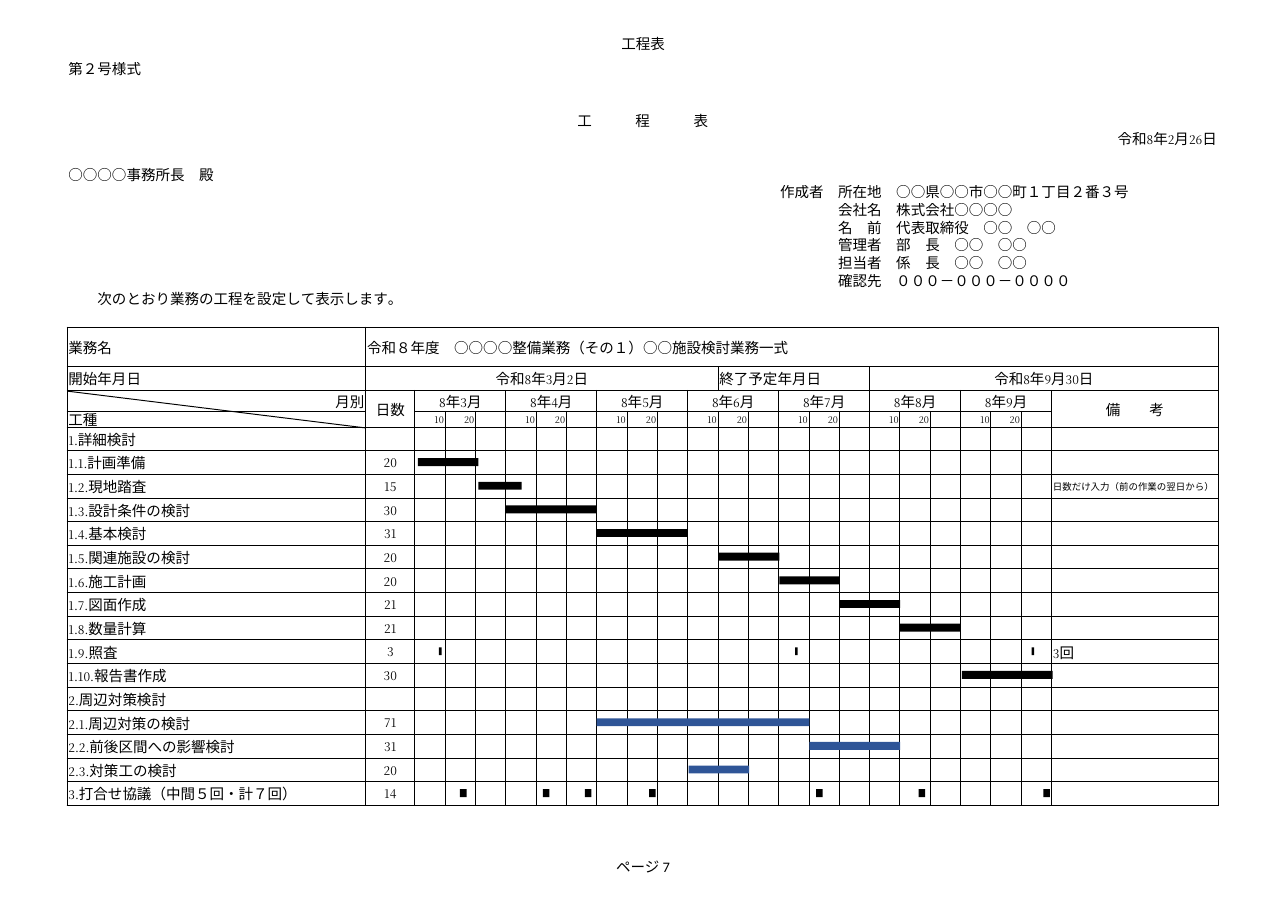 工程表
第２号様式
工　程　表
令和8年2月26日
○○○○事務所長　殿
作成者　所在地　○○県○○市○○町１丁目２番３号
会社名　株式会社○○○○
名　前　代表取締役　○○　○○
管理者　部　長　○○　○○
担当者　係　長　○○　○○
確認先　０００－０００－００００
次のとおり業務の工程を設定して表示します。
業務名　令和８年度　○○○○整備業務（その１）○○施設検討業務一式
開始年月日　令和8年3月2日　終了予定年月日　令和8年9月30日
月別　日数　8年3月　8年4月　8年5月　8年6月　8年7月　8年8月　8年9月　備　考
工種　10　20　10　20　10　20　10　20　10　20　10　20　10　20
1.詳細検討
1.1.計画準備　20
1.2.現地踏査　15　日数だけ入力（前の作業の翌日から）
1.3.設計条件の検討　30
1.4.基本検討　31
1.5.関連施設の検討　20
1.6.施工計画　20
1.7.図面作成　21
1.8.数量計算　21
1.9.照査　3　3回
1.10.報告書作成　30
2.周辺対策検討
2.1.周辺対策の検討　71
2.2.前後区間への影響検討　31
2.3.対策工の検討　20
3.打合せ協議（中間５回・計７回）　14
ページ 7